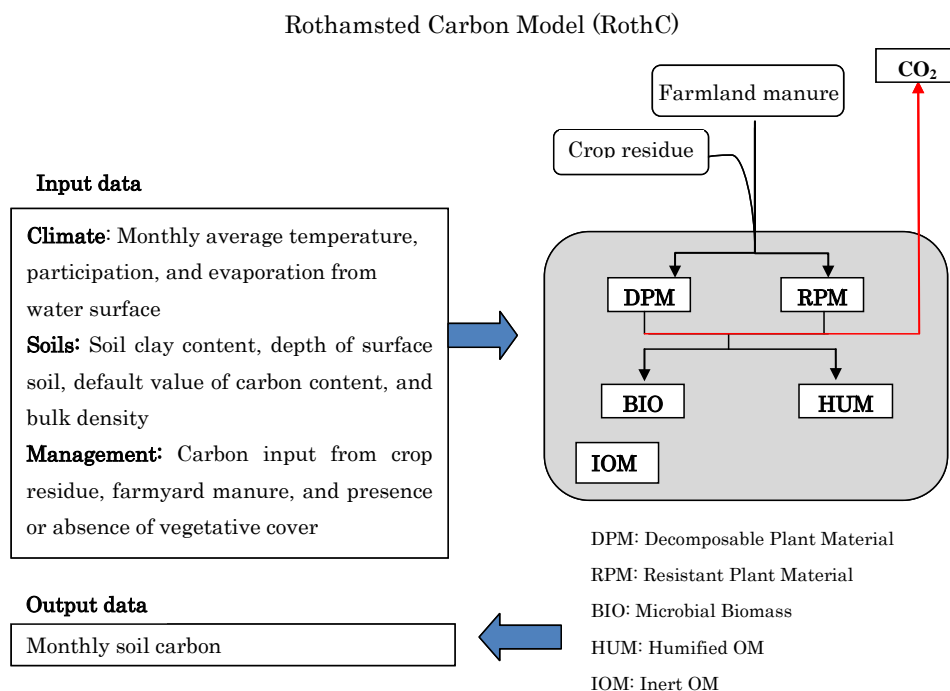 Rothamsted Carbon Model (RothC)
CO₂
Farmland manure
Crop residue
Input data
Climate: Monthly average temperature,
participation, and evaporation from
water surface
Soils: Soil clay content, depth of surface
soil, default value of carbon content, and
bulk density
Management: Carbon input from crop
residue, farmyard manure, and presence
or absence of vegetative cover
DPM
RPM
BIO
HUM
IOM
DPM: Decomposable Plant Material
RPM: Resistant Plant Material
BIO: Microbial Biomass
HUM: Humified OM
IOM: Inert OM
Output data
Monthly soil carbon